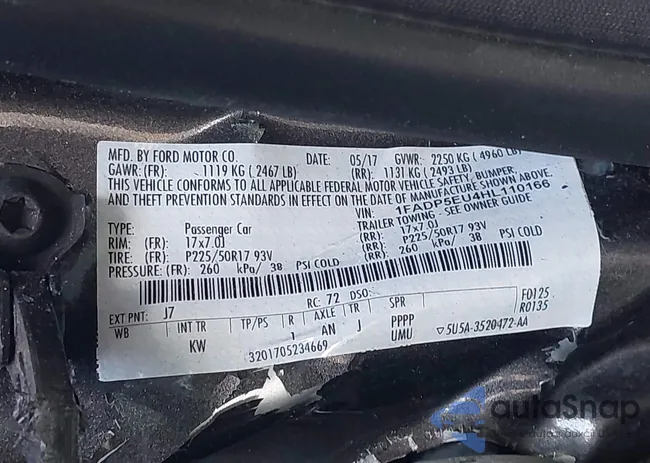 MFD. BY FORD MOTOR CO. DATE: 05/17 GVWR: 2250 KG ( 4960 LB)
GAWR: (FR): 1119 KG ( 2467 LB) (RR): 1131 KG ( 2493 LB)
THIS VEHICLE CONFORMS TO ALL APPLICABLE FEDERAL MOTOR VEHICLE SAFETY, BUMPER,
AND THEFT PREVENTION STANDARDS IN EFFECT ON THE DATE OF MANUFACTURE SHOWN ABOVE.
VIN: 1FADP5EU4HL110166
TYPE: Passenger Car TRAILER TOWING - SEE OWNER GUIDE
RIM: (FR): 17x7.0J (RR): 17x7.0J
TIRE: (FR): P225/50R17 93V (RR): P225/50R17 93V
PRESSURE: (FR): 260 kPa/ 38 PSI COLD (RR): 260 kPa/ 38 PSI COLD
EXT PNT: J7 RC: 72 DSO: F0125
WB INT TR TP/PS R AXLE TR SPR R0135
KW 1 AN J PPPP
3201705234669 UMU ▽5U5A-3520472-AA
autoSnap